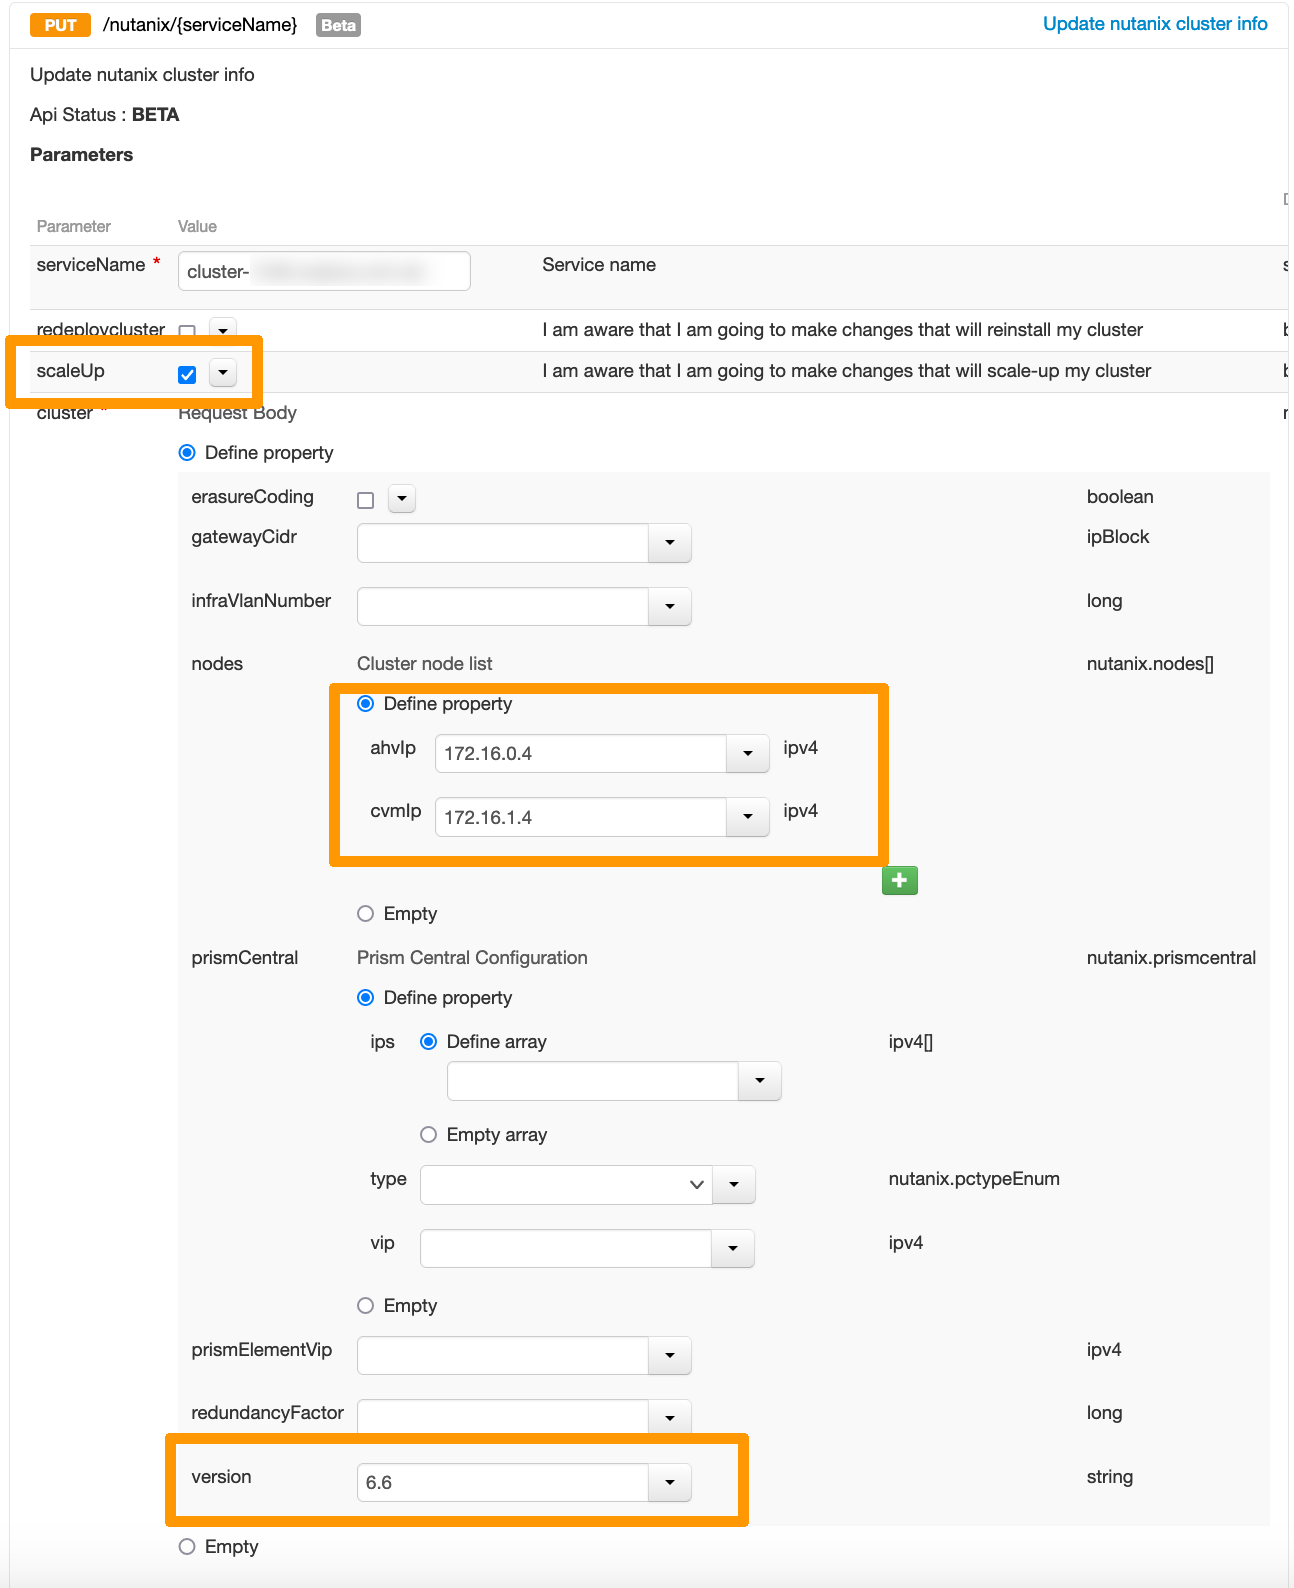 PUT /nutanix/{serviceName} Beta Update nutanix cluster info
Update nutanix cluster info
Api Status : BETA
Parameters
Parameter Value
serviceName * cluster- Service name
redeploycluster I am aware that I am going to make changes that will reinstall my cluster
scaleUp I am aware that I am going to make changes that will scale-up my cluster
cluster * Request Body
Define property
erasureCoding boolean
gatewayCidr ipBlock
infraVlanNumber long
nodes Cluster node list nutanix.nodes[]
Define property
ahvIp 172.16.0.4 ipv4
cvmIp 172.16.1.4 ipv4
Empty
prismCentral Prism Central Configuration nutanix.prismcentral
Define property
ips Define array ipv4[]
Empty array
type nutanix.pctypeEnum
vip ipv4
Empty
prismElementVip ipv4
redundancyFactor long
version 6.6 string
Empty